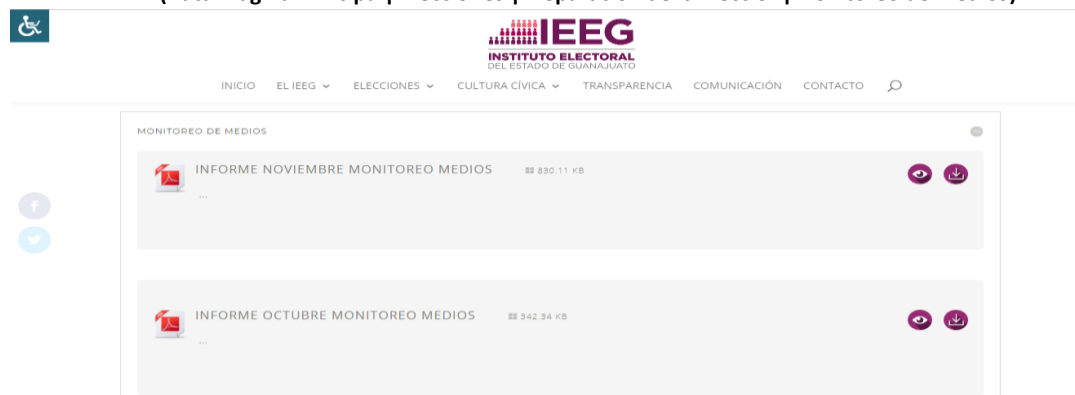 IEEG
INSTITUTO ELECTORAL
DEL ESTADO DE GUANAJUATO
INICIO EL IEEG ELECCIONES CULTURA CÍVICA TRANSPARENCIA COMUNICACIÓN CONTACTO
MONITOREO DE MEDIOS
INFORME NOVIEMBRE MONITOREO MEDIOS 830.11 KB
...
INFORME OCTUBRE MONITOREO MEDIOS 342.34 KB
...